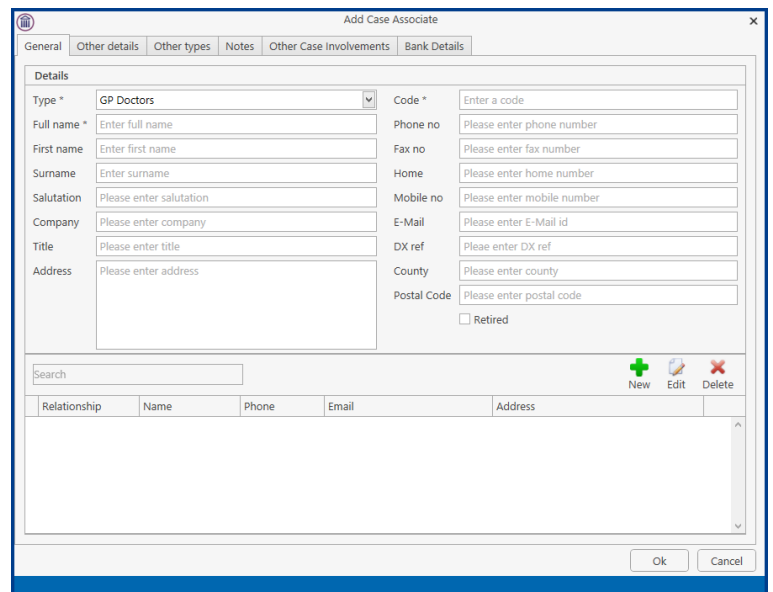 Add Case Associate
General Other details Other types Notes Other Case Involvements Bank Details
Details
Type * GP Doctors Code * Enter a code
Full name * Enter full name Phone no Please enter phone number
First name Enter first name Fax no Please enter fax number
Surname Enter surname Home Please enter home number
Salutation Please enter salutation Mobile no Please enter mobile number
Company Please enter company E-Mail Please enter E-Mail id
Title Please enter title DX ref Pleae enter DX ref
Address Please enter address County Please enter county
Postal Code Please enter postal code
Retired
Search New Edit Delete
Relationship Name Phone Email Address
Ok Cancel